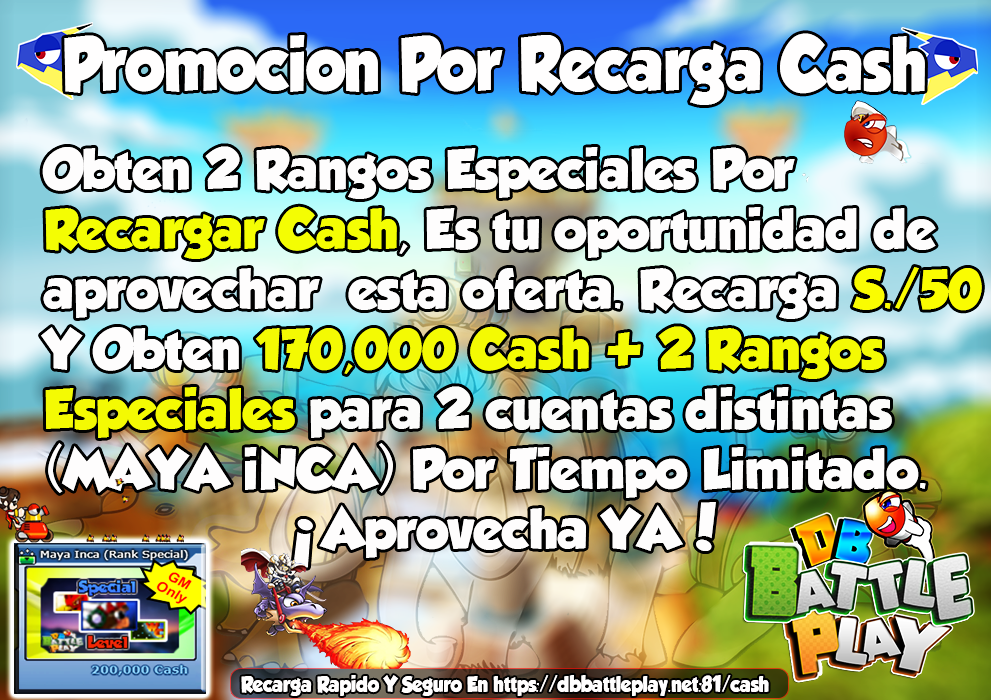 Promocion Por Recarga Cash
Obten 2 Rangos Especiales Por
Recargar Cash, Es tu oportunidad de
aprovechar esta oferta. Recarga S./50
Y Obten 170,000 Cash + 2 Rangos
Especiales para 2 cuentas distintas
(MAYA iNCA) Por Tiempo Limitado.
¡Aprovecha YA!
Maya Inca (Rank Special)
GM
Only
Special
DB
BATTLE
PLAY
Level
200,000 Cash
DB
BATTLE
PLAY
Recarga Rapido Y Seguro En https://dbbattleplay.net:81/cash